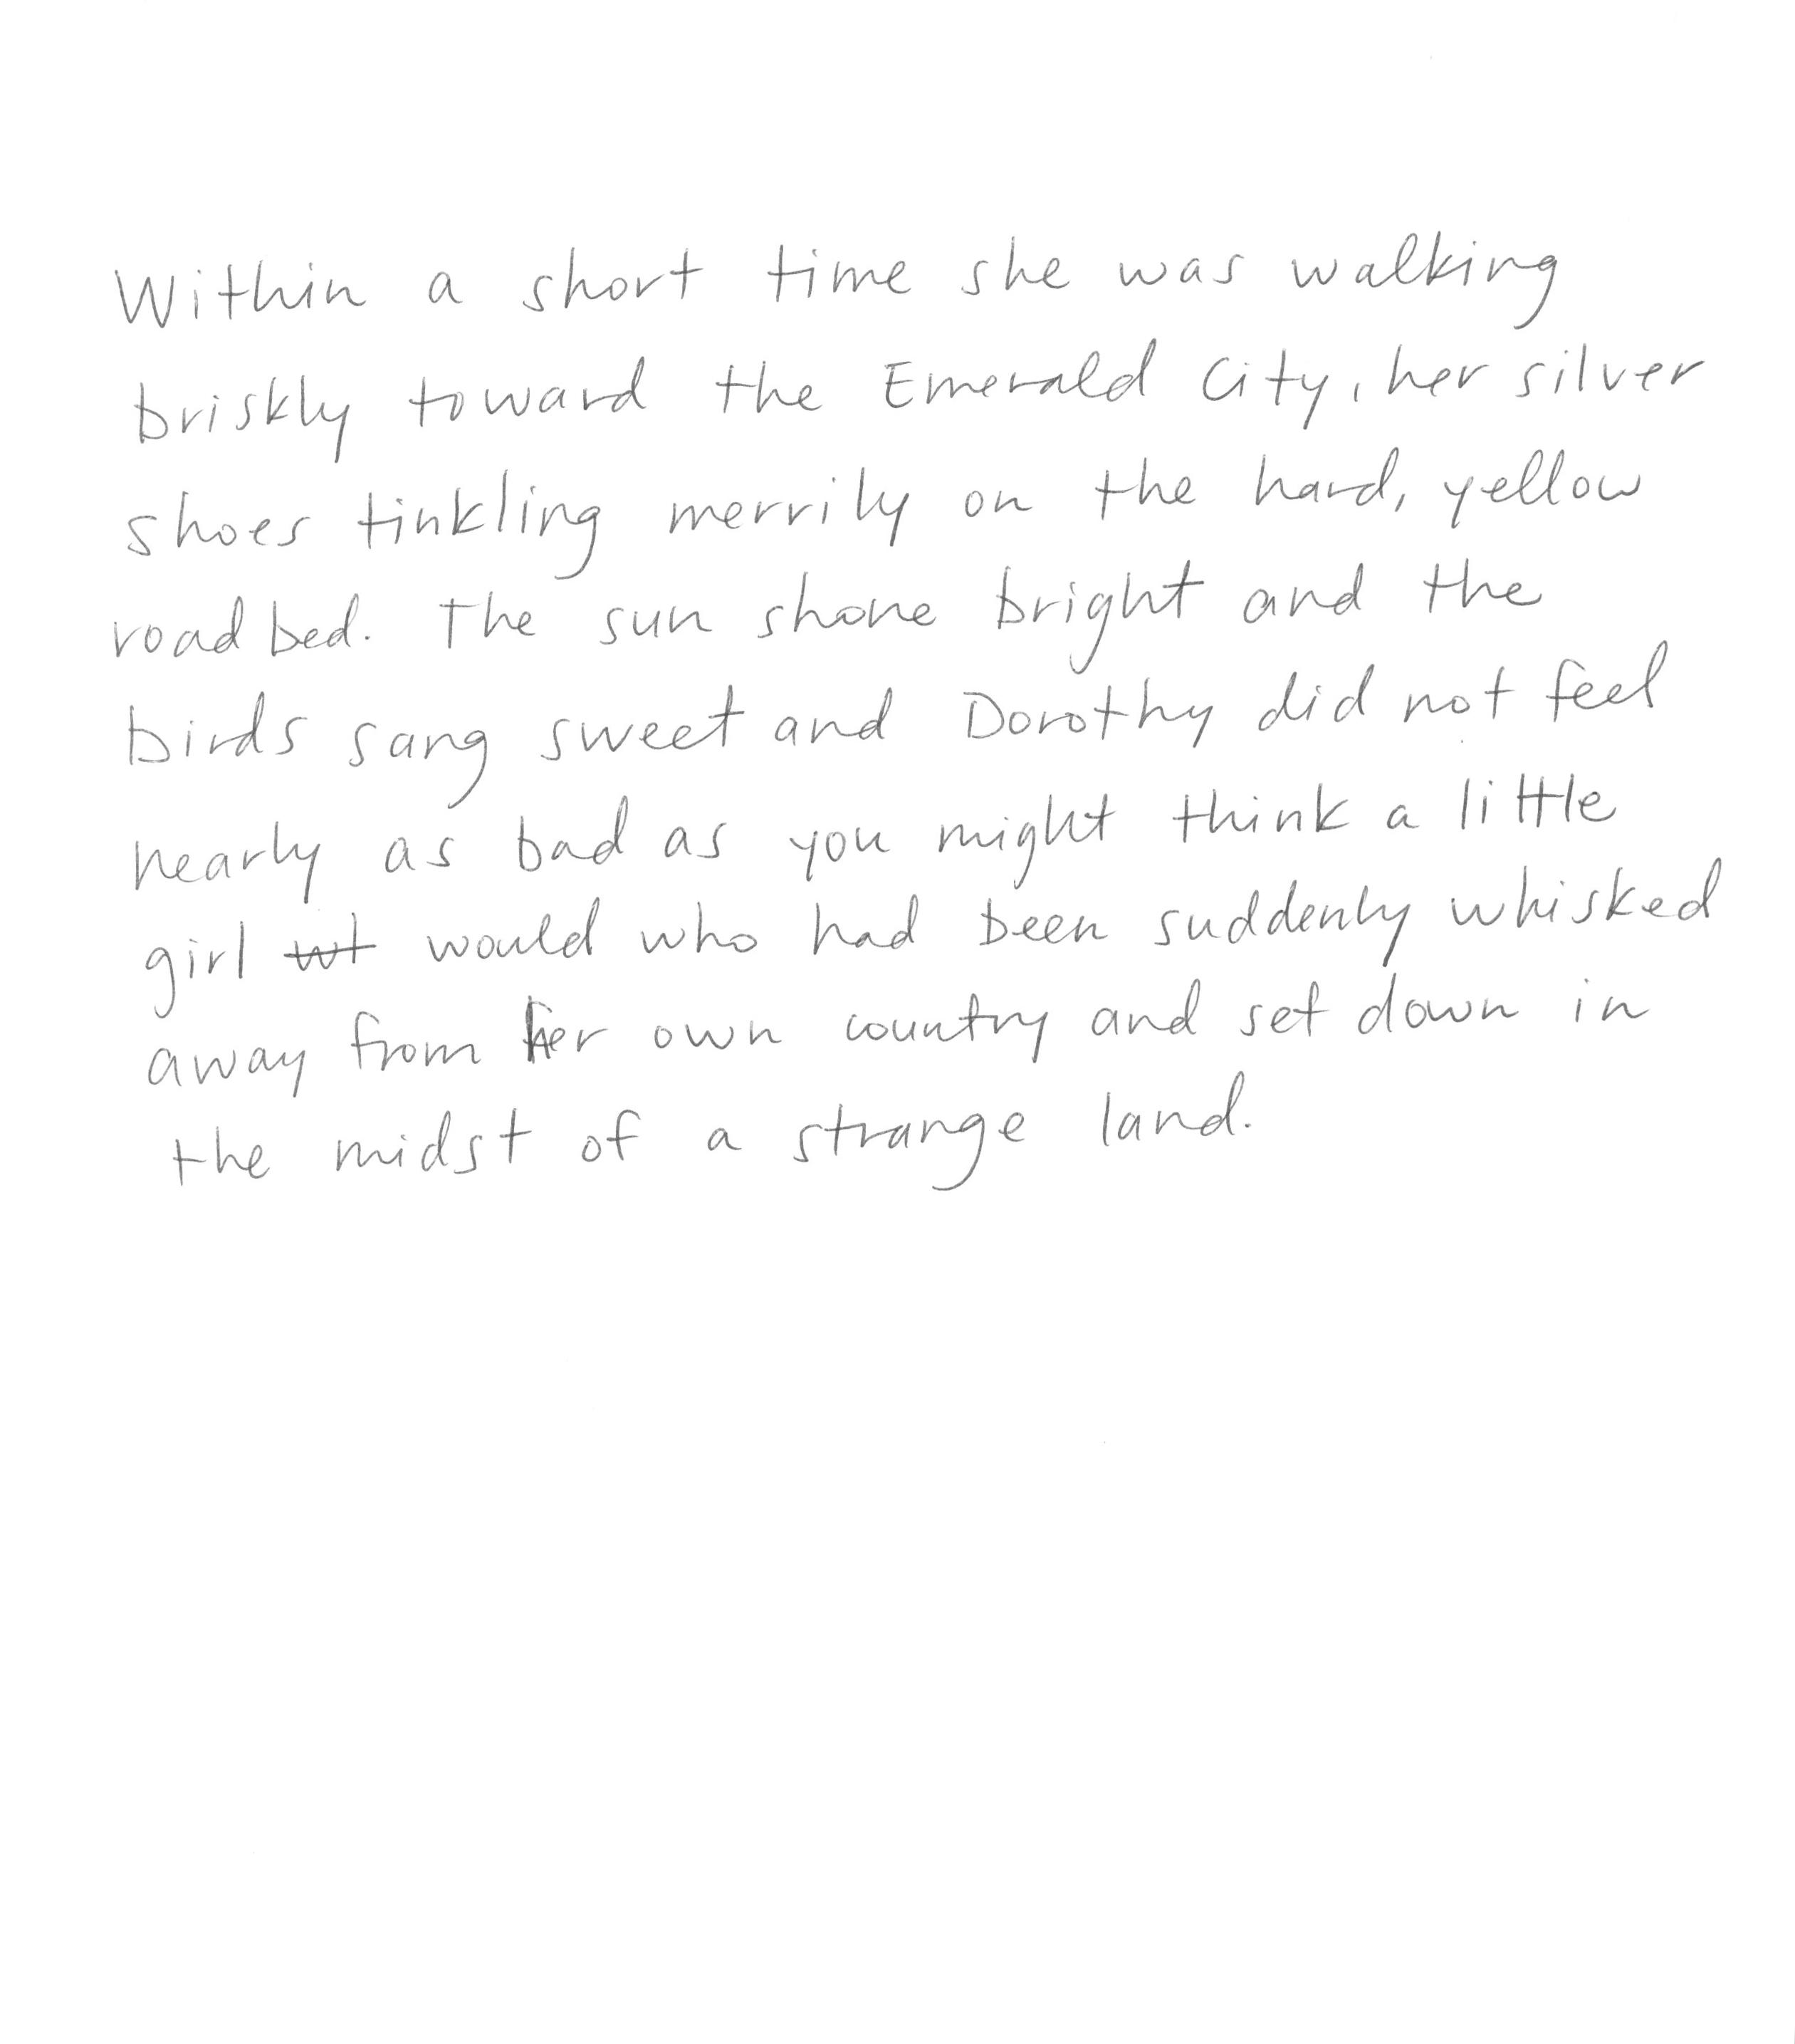 Within a short time she was walking
briskly toward the Emerald City, her silver
shoes tinkling merrily on the hard, yellow
roadbed. The sun shone bright and the
birds sang sweet and Dorothy did not feel
nearly as bad as you might think a little
girl would who had been suddenly whisked
away from her own country and set down in
the midst of a strange land.